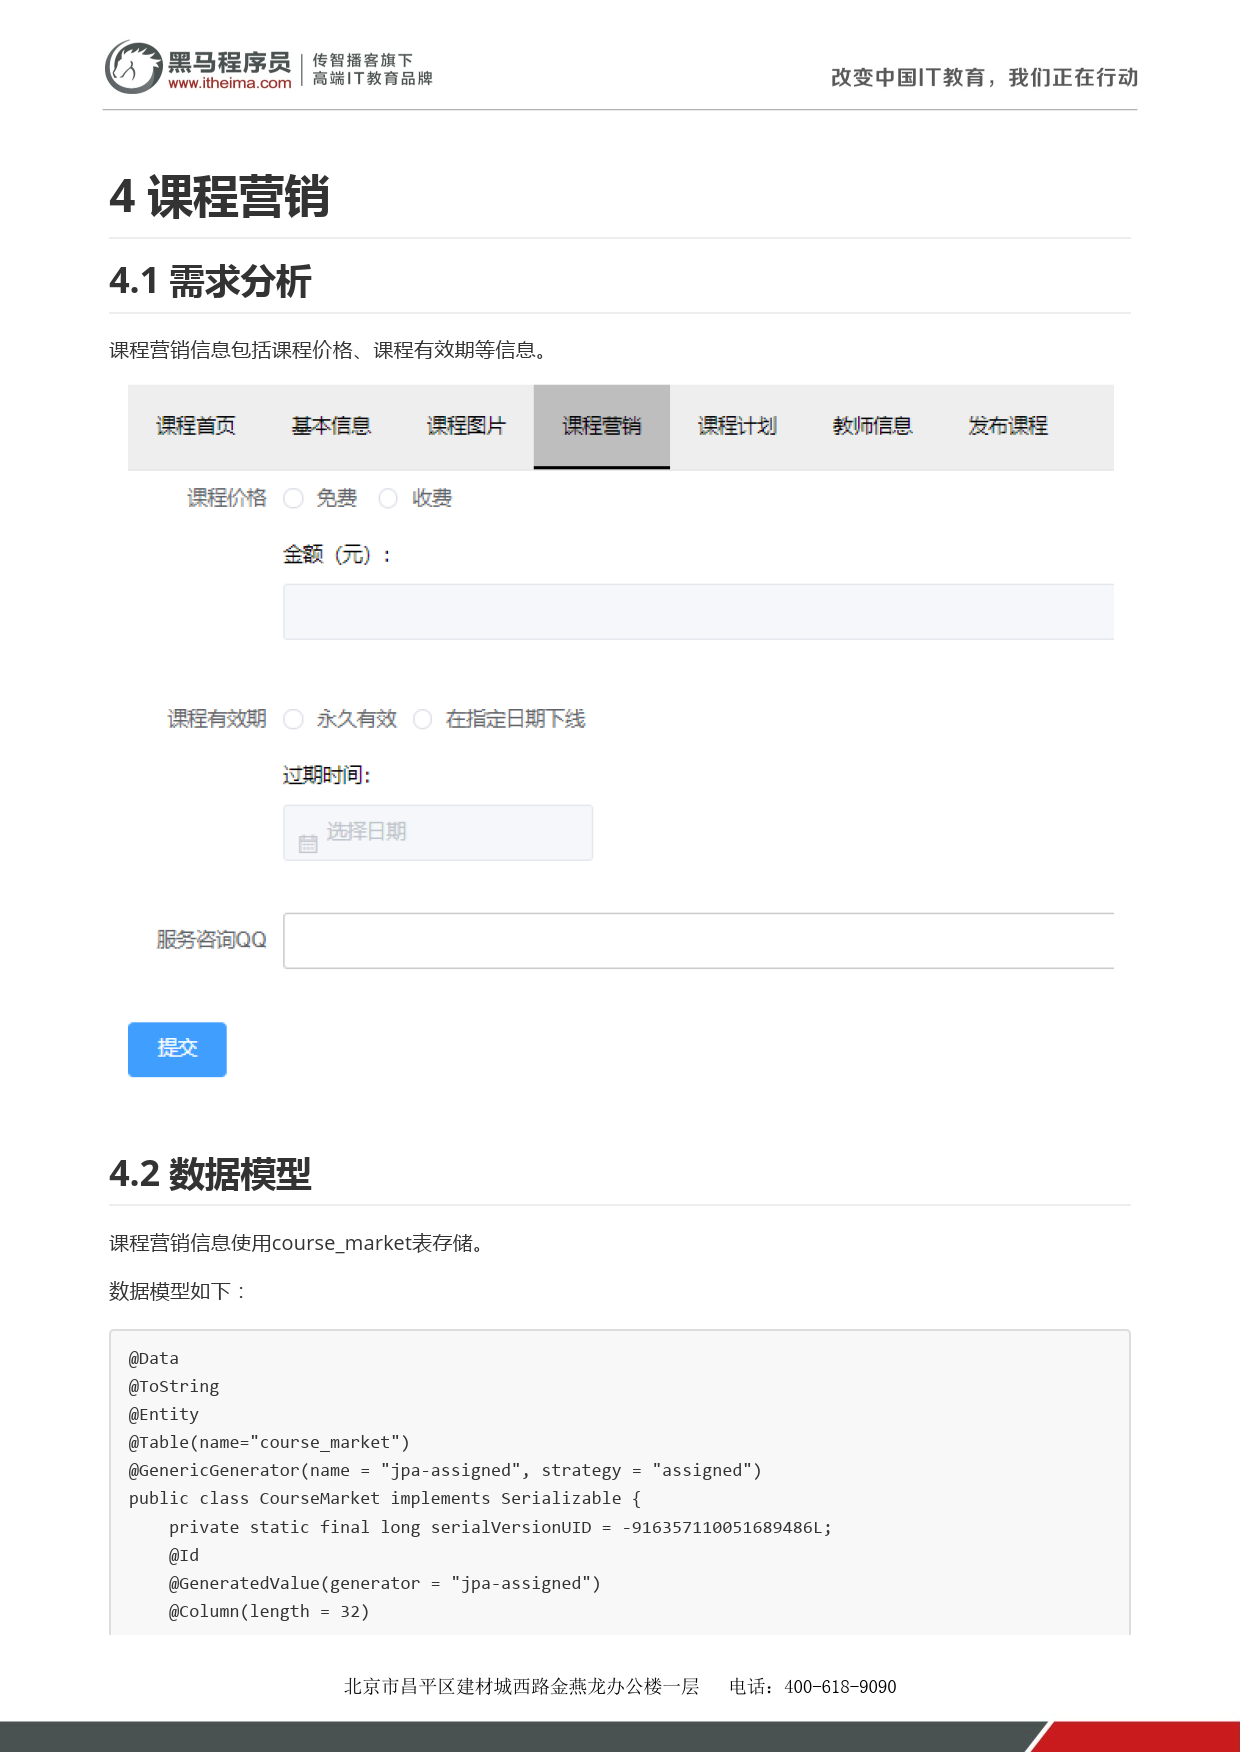 黑马程序员
www.itheima.com
传智播客旗下
高端IT教育品牌
改变中国IT教育，我们正在行动
4 课程营销
4.1 需求分析
课程营销信息包括课程价格、课程有效期等信息。
课程首页 基本信息 课程图片 课程营销 课程计划 教师信息 发布课程
课程价格 免费 收费
金额（元）：
课程有效期 永久有效 在指定日期下线
过期时间:
选择日期
服务咨询QQ
提交
4.2 数据模型
课程营销信息使用course_market表存储。
数据模型如下：
@Data
@ToString
@Entity
@Table(name="course_market")
@GenericGenerator(name = "jpa-assigned", strategy = "assigned")
public class CourseMarket implements Serializable {
    private static final long serialVersionUID = -916357110051689486L;
    @Id
    @GeneratedValue(generator = "jpa-assigned")
    @Column(length = 32)
北京市昌平区建材城西路金燕龙办公楼一层 电话：400-618-9090